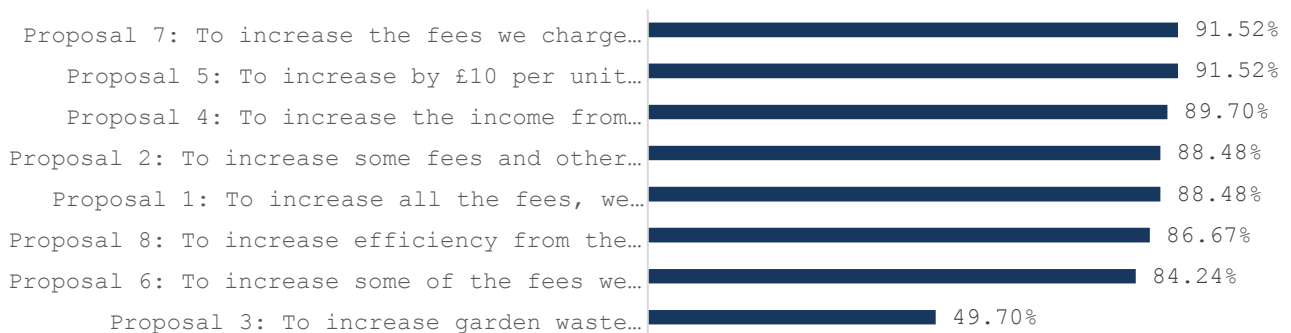 Proposal 7: To increase the fees we charge… 91.52%
Proposal 5: To increase by £10 per unit… 91.52%
Proposal 4: To increase the income from… 89.70%
Proposal 2: To increase some fees and other… 88.48%
Proposal 1: To increase all the fees, we… 88.48%
Proposal 8: To increase efficiency from the… 86.67%
Proposal 6: To increase some of the fees we… 84.24%
Proposal 3: To increase garden waste… 49.70%